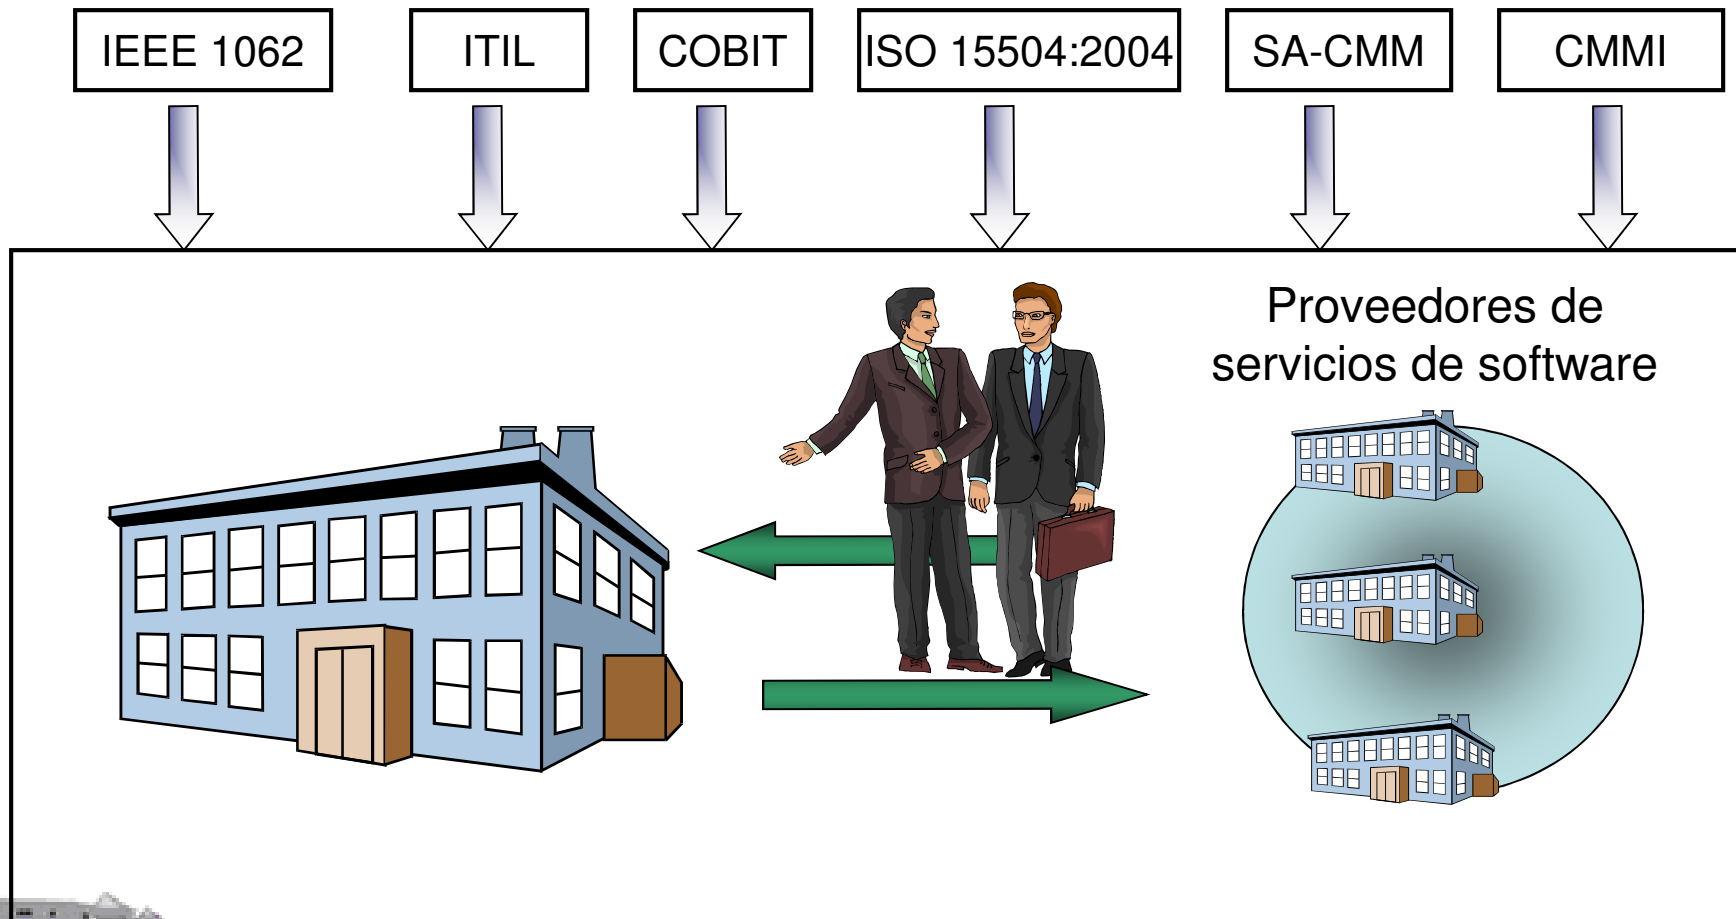 IEEE 1062
ITIL
COBIT
ISO 15504:2004
SA-CMM
CMMI
Proveedores de
servicios de software